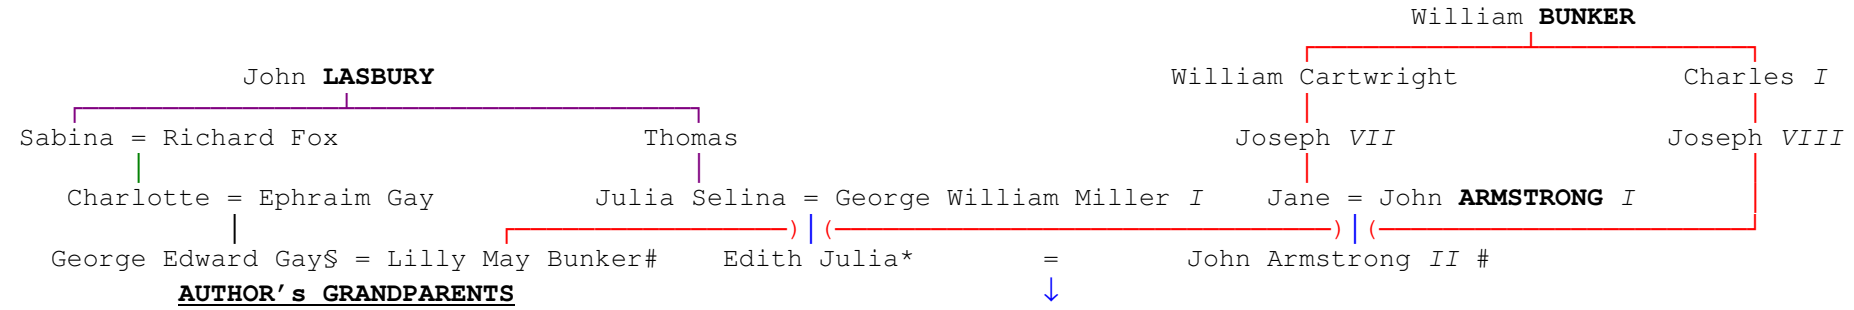 William BUNKER
John LASBURY William Cartwright Charles I
Sabina = Richard Fox Thomas Joseph VII Joseph VIII
Charlotte = Ephraim Gay Julia Selina = George William Miller I Jane = John ARMSTRONG I
George Edward Gay§ = Lilly May Bunker# Edith Julia* = John Armstrong II #
AUTHOR's GRANDPARENTS ↓